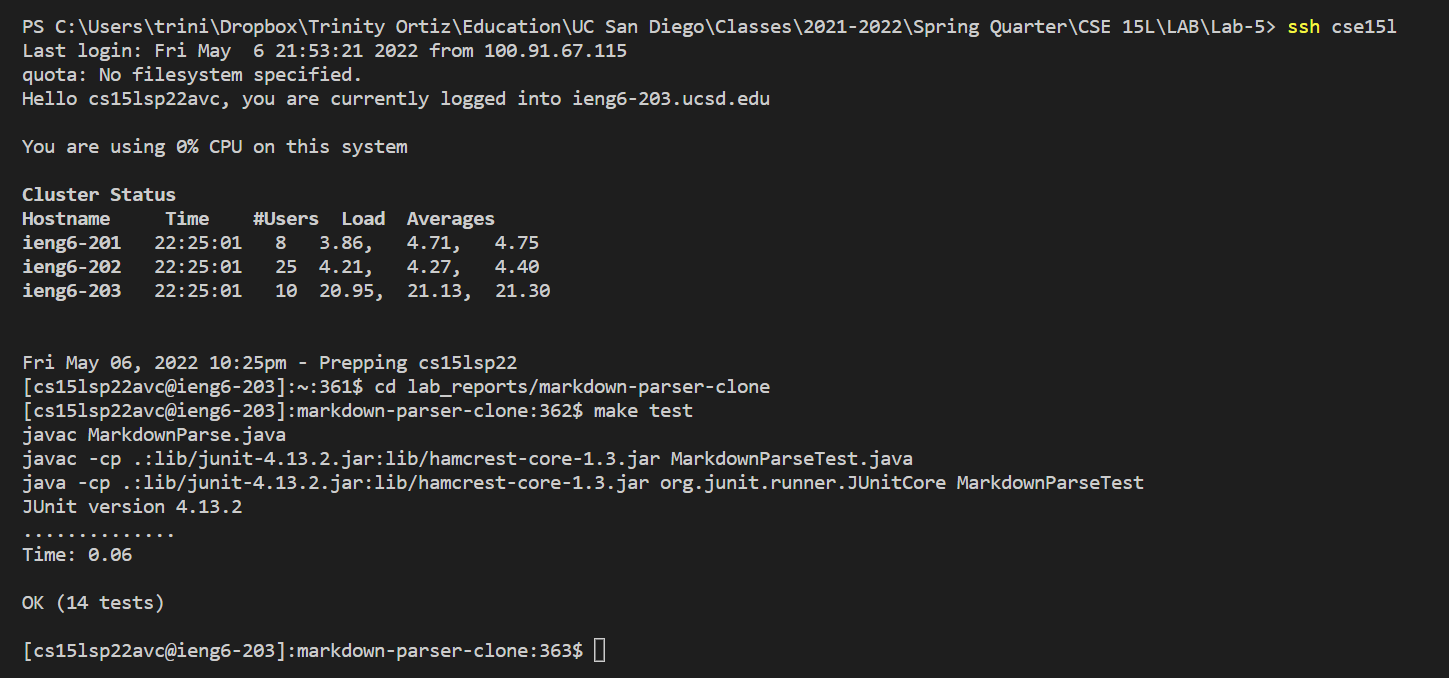 PS C:\Users\trini\Dropbox\Trinity Ortiz\Education\UC San Diego\Classes\2021-2022\Spring Quarter\CSE 15L\LAB\Lab-5> ssh cse15l
Last login: Fri May  6 21:53:21 2022 from 100.91.67.115
quota: No filesystem specified.
Hello cs15lsp22avc, you are currently logged into ieng6-203.ucsd.edu

You are using 0% CPU on this system

Cluster Status
Hostname     Time    #Users  Load  Averages
ieng6-201   22:25:01   8   3.86,   4.71,   4.75
ieng6-202   22:25:01   25  4.21,   4.27,   4.40
ieng6-203   22:25:01   10  20.95,  21.13,  21.30


Fri May 06, 2022 10:25pm - Prepping cs15lsp22
[cs15lsp22avc@ieng6-203]:~:361$ cd lab_reports/markdown-parser-clone
[cs15lsp22avc@ieng6-203]:markdown-parser-clone:362$ make test
javac MarkdownParse.java
javac -cp .:lib/junit-4.13.2.jar:lib/hamcrest-core-1.3.jar MarkdownParseTest.java
java -cp .:lib/junit-4.13.2.jar:lib/hamcrest-core-1.3.jar org.junit.runner.JUnitCore MarkdownParseTest
JUnit version 4.13.2
..............
Time: 0.06

OK (14 tests)

[cs15lsp22avc@ieng6-203]:markdown-parser-clone:363$